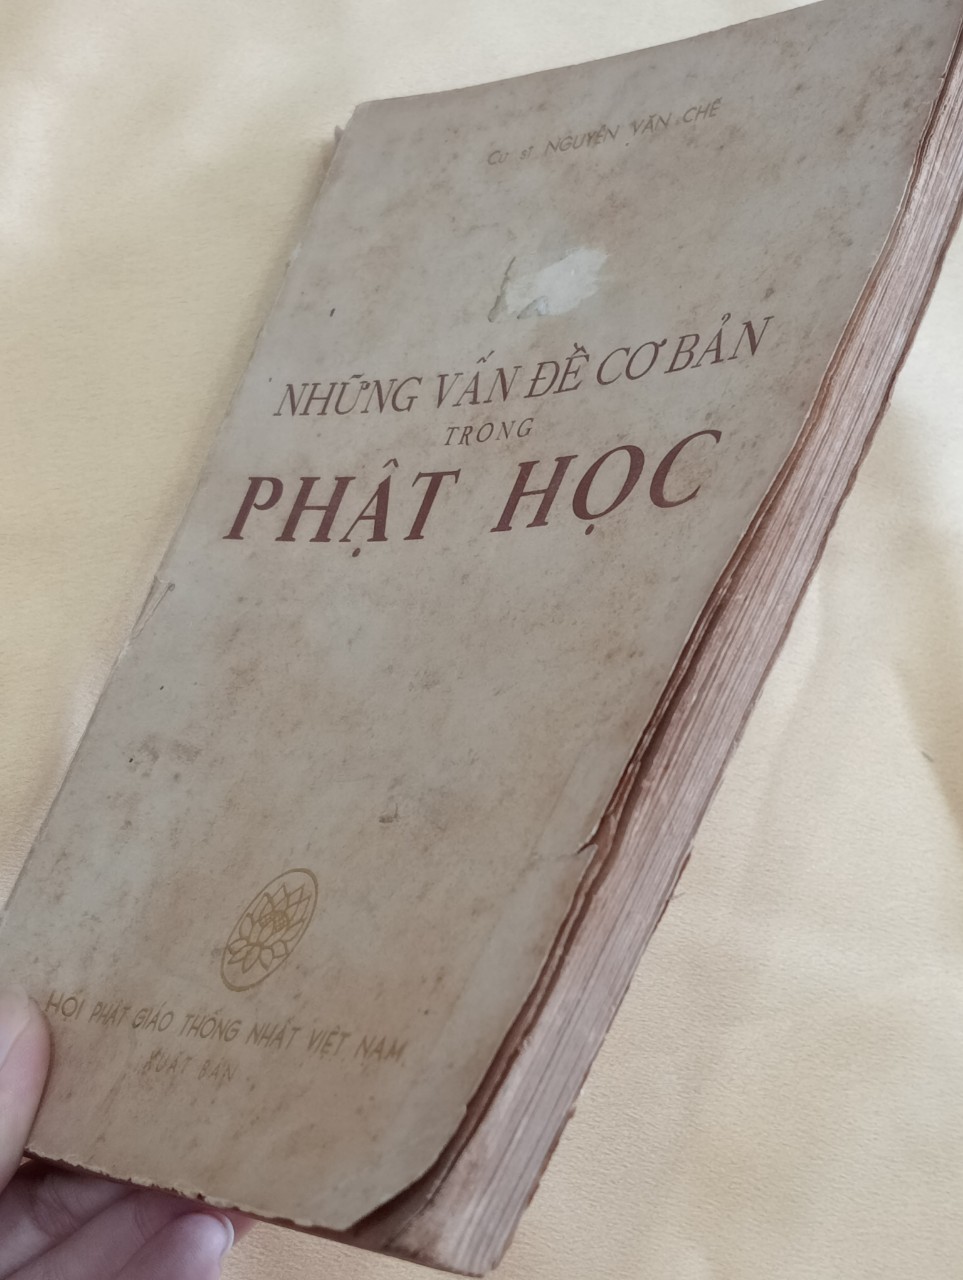 Cư sĩ NGUYỄN VĂN CHẾ
NHỮNG VẤN ĐỀ CƠ BẢN
TRONG
PHẬT HỌC
HỘI PHẬT GIÁO THỐNG NHẤT VIỆT NAM
XUẤT BẢN